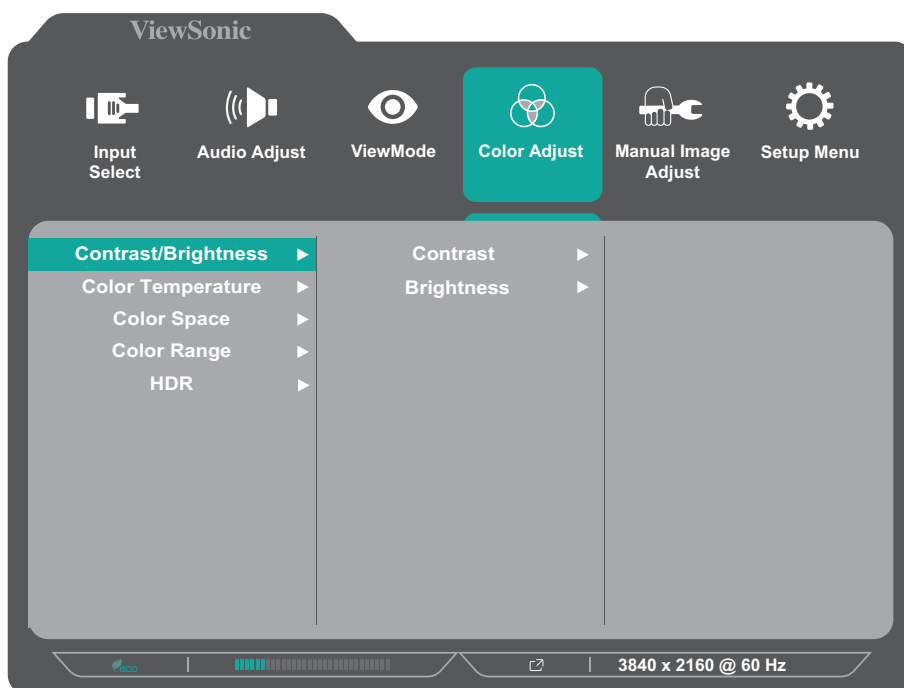 ViewSonic
Input
Select
Audio Adjust
ViewMode
Color Adjust
Manual Image
Adjust
Setup Menu
Contrast/Brightness
Color Temperature
Color Space
Color Range
HDR
Contrast
Brightness
eco
3840 x 2160 @ 60 Hz